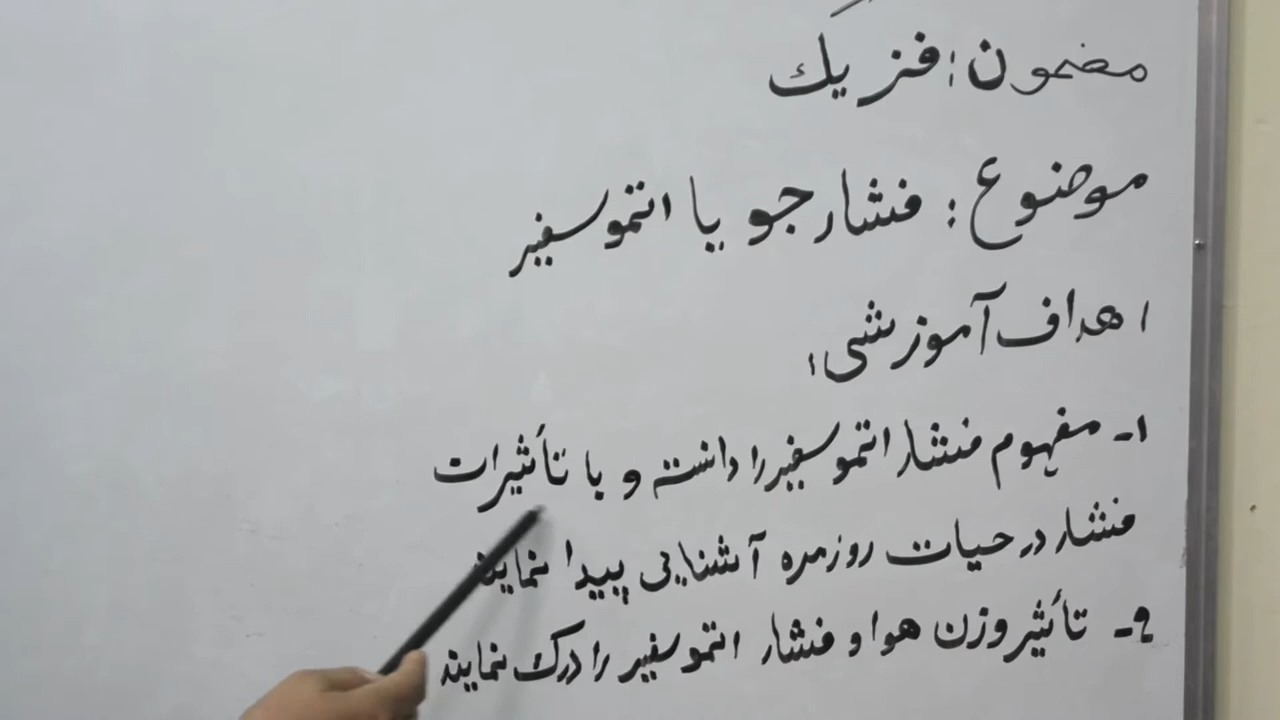 مضمون: فزیک
موضوع: فشار جو یا اتموسفیر
اهداف آموزشی:
۱- مفهوم فشار اتموسفیر را دانسته و با تأثیرات
فشار در حیات روزمره آشنایی پیدا نمایند
۲- تأثیر وزن هوا و فشار اتموسفیر را درک نمایند